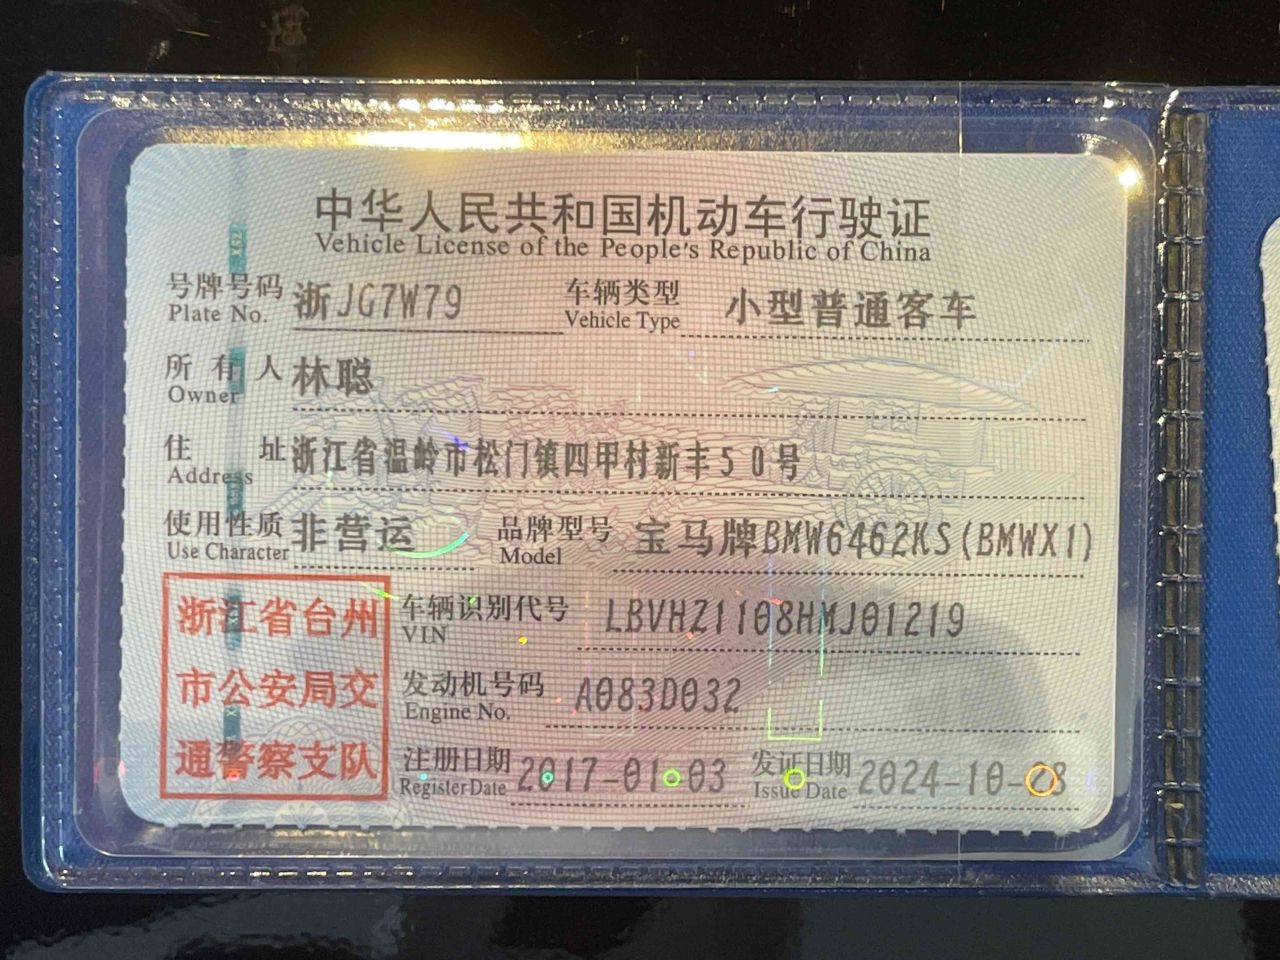 中华人民共和国机动车行驶证
Vehicle License of the People's Republic of China
号牌号码 浙JG7W79 车辆类型 小型普通客车
Plate No. Vehicle Type
所有人 林聪
Owner
住址 浙江省温岭市松门镇四甲村新丰50号
Address
使用性质 非营运 品牌型号 宝马牌BMW6462KS(BMWX1)
Use Character Model
浙江省台州
市公安局交
通警察支队
车辆识别代号 LBVHZ1108HMJ01219
VIN
发动机号码 A083D032
Engine No.
注册日期 2017-01-03 发证日期 2024-10-28
Register Date Issue Date